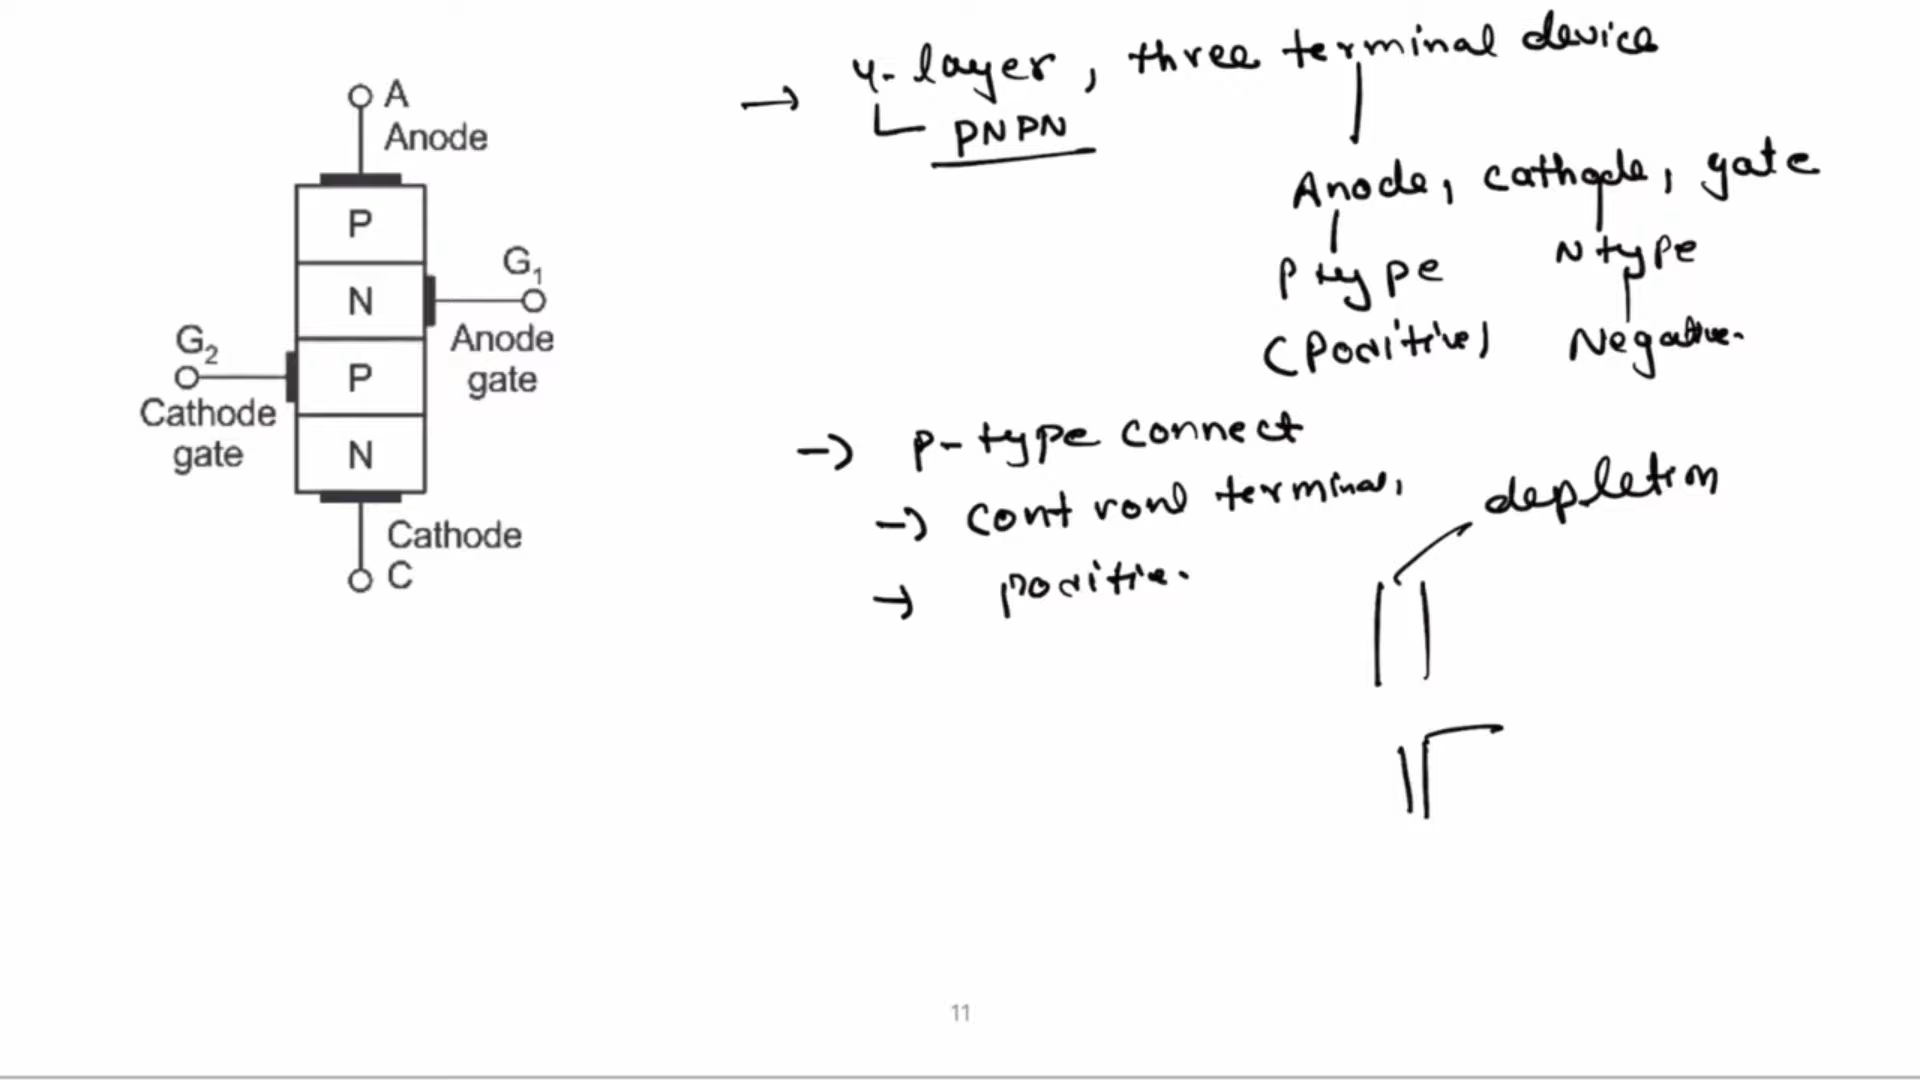 A
Anode
P
N
P
N
G1
Anode
gate
G2
Cathode
gate
Cathode
C
→ 4-layer, three terminal device
PNPN
Anode, cathode, gate
P type
N type
(Positive)
Negative.
→ P-type connect
→ Control terminal,
→ positive.
depletion
11